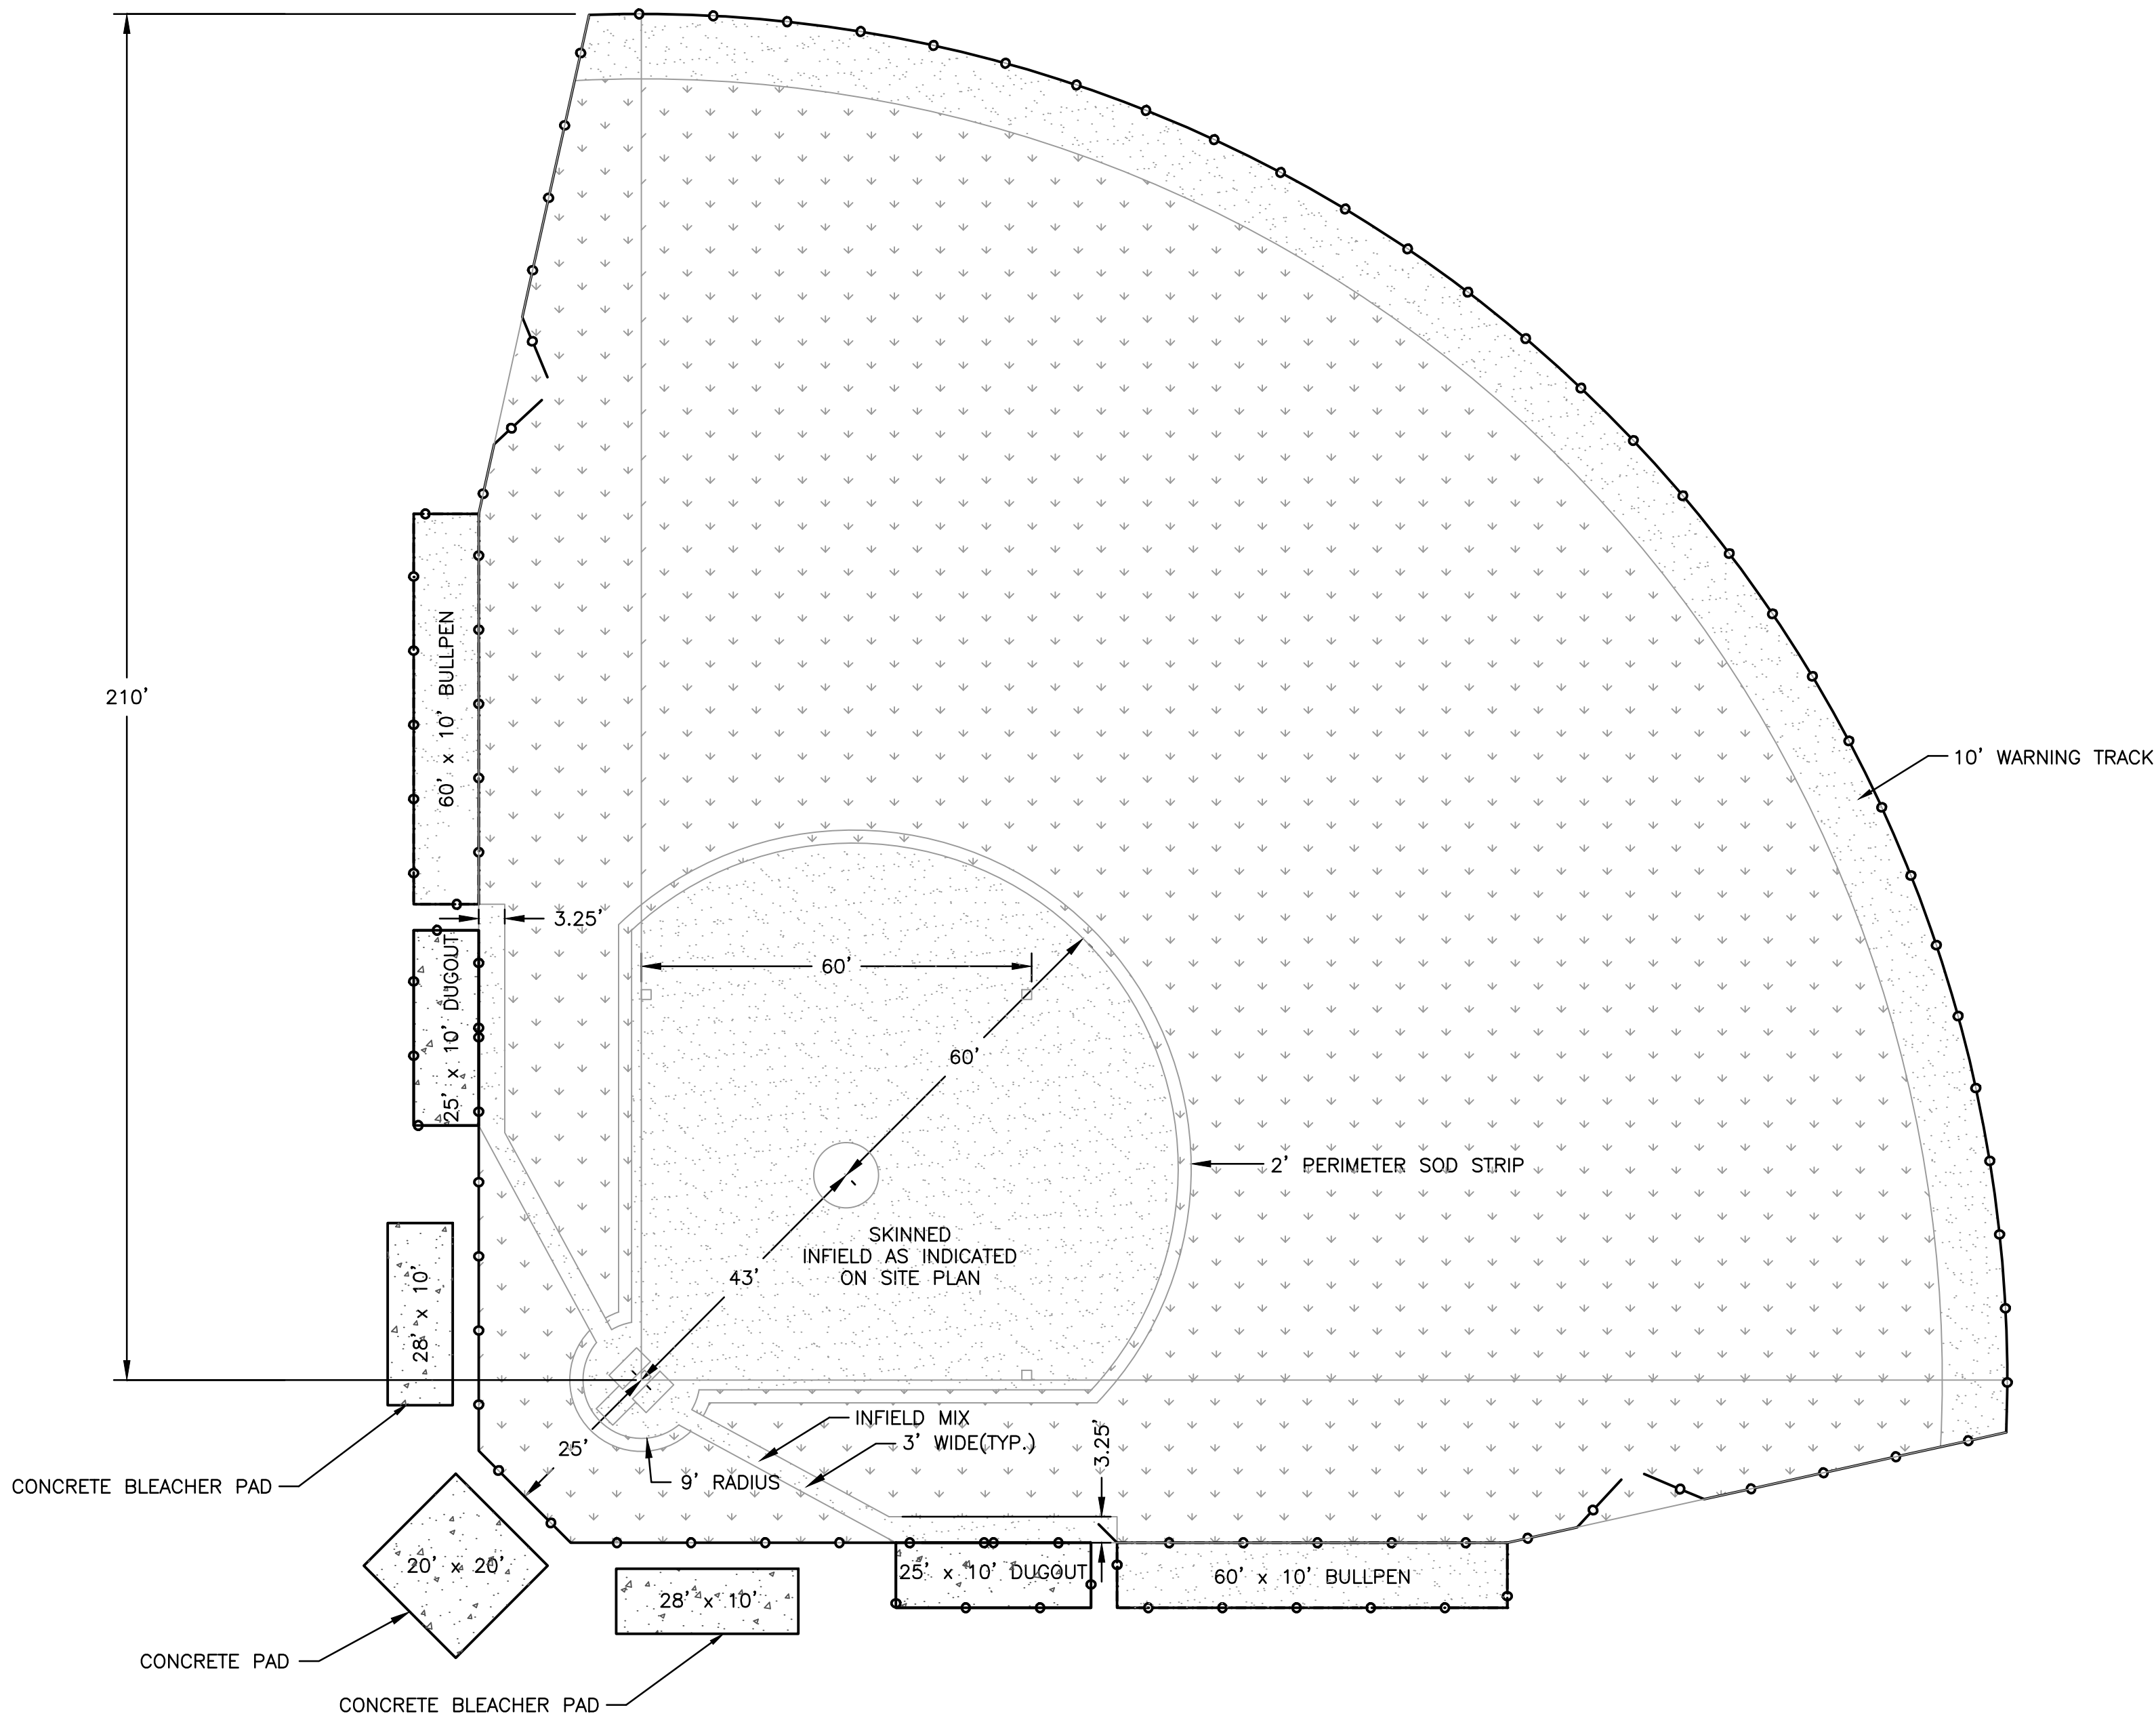 210'
60' x 10' BULLPEN
10' WARNING TRACK
3.25'
25' x 10' DUGOUT
60'
60'
2' PERIMETER SOD STRIP
SKINNED
INFIELD AS INDICATED
ON SITE PLAN
43'
28' x 10'
INFIELD MIX
3' WIDE(TYP.)
3.25'
25'
9' RADIUS
CONCRETE BLEACHER PAD
20' x 20'
25' x 10' DUGOUT
60' x 10' BULLPEN
28' x 10'
CONCRETE PAD
CONCRETE BLEACHER PAD